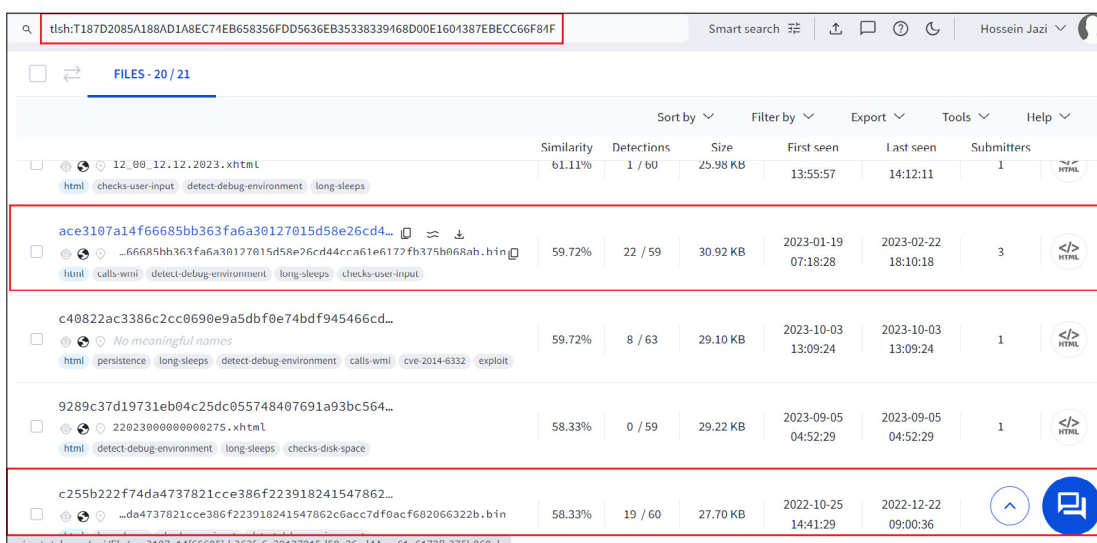 tlsh:T187D2085A188AD1A8EC74EB658356FDD5636EB35338339468D00E1604387EBECC66F84F
Smart search
Hossein Jazi
FILES - 20 / 21
Sort by Filter by Export Tools Help
Similarity Detections Size First seen Last seen Submitters
12_00_12.12.2023.xhtml 61.11% 1 / 60 25.98 KB 13:55:57 14:12:11 1
</> HTML
html checks-user-input detect-debug-environment long-sleeps
ace3107a14f66685bb363fa6a30127015d58e26cd4…
…66685bb363fa6a30127015d58e26cd44cca61e6172fb375b068ab.bin 59.72% 22 / 59 30.92 KB 2023-01-19 07:18:28 2023-02-22 18:10:18 3
</> HTML
html calls-wmi detect-debug-environment long-sleeps checks-user-input
c40822ac3386c2cc0690e9a5dbf0e74bdf945466cd…
No meaningful names 59.72% 8 / 63 29.10 KB 2023-10-03 13:09:24 2023-10-03 13:09:24 1
</> HTML
html persistence long-sleeps detect-debug-environment calls-wmi cve-2014-6332 exploit
9289c37d19731eb04c25dc055748407691a93bc564…
22023000000000275.xhtml 58.33% 0 / 59 29.22 KB 2023-09-05 04:52:29 2023-09-05 04:52:29 1
</> HTML
html detect-debug-environment long-sleeps checks-disk-space
c255b222f74da4737821cce386f223918241547862…
…da4737821cce386f223918241547862c6acc7df0acf682066322b.bin 58.33% 19 / 60 27.70 KB 2022-10-25 14:41:29 2022-12-22 09:00:36